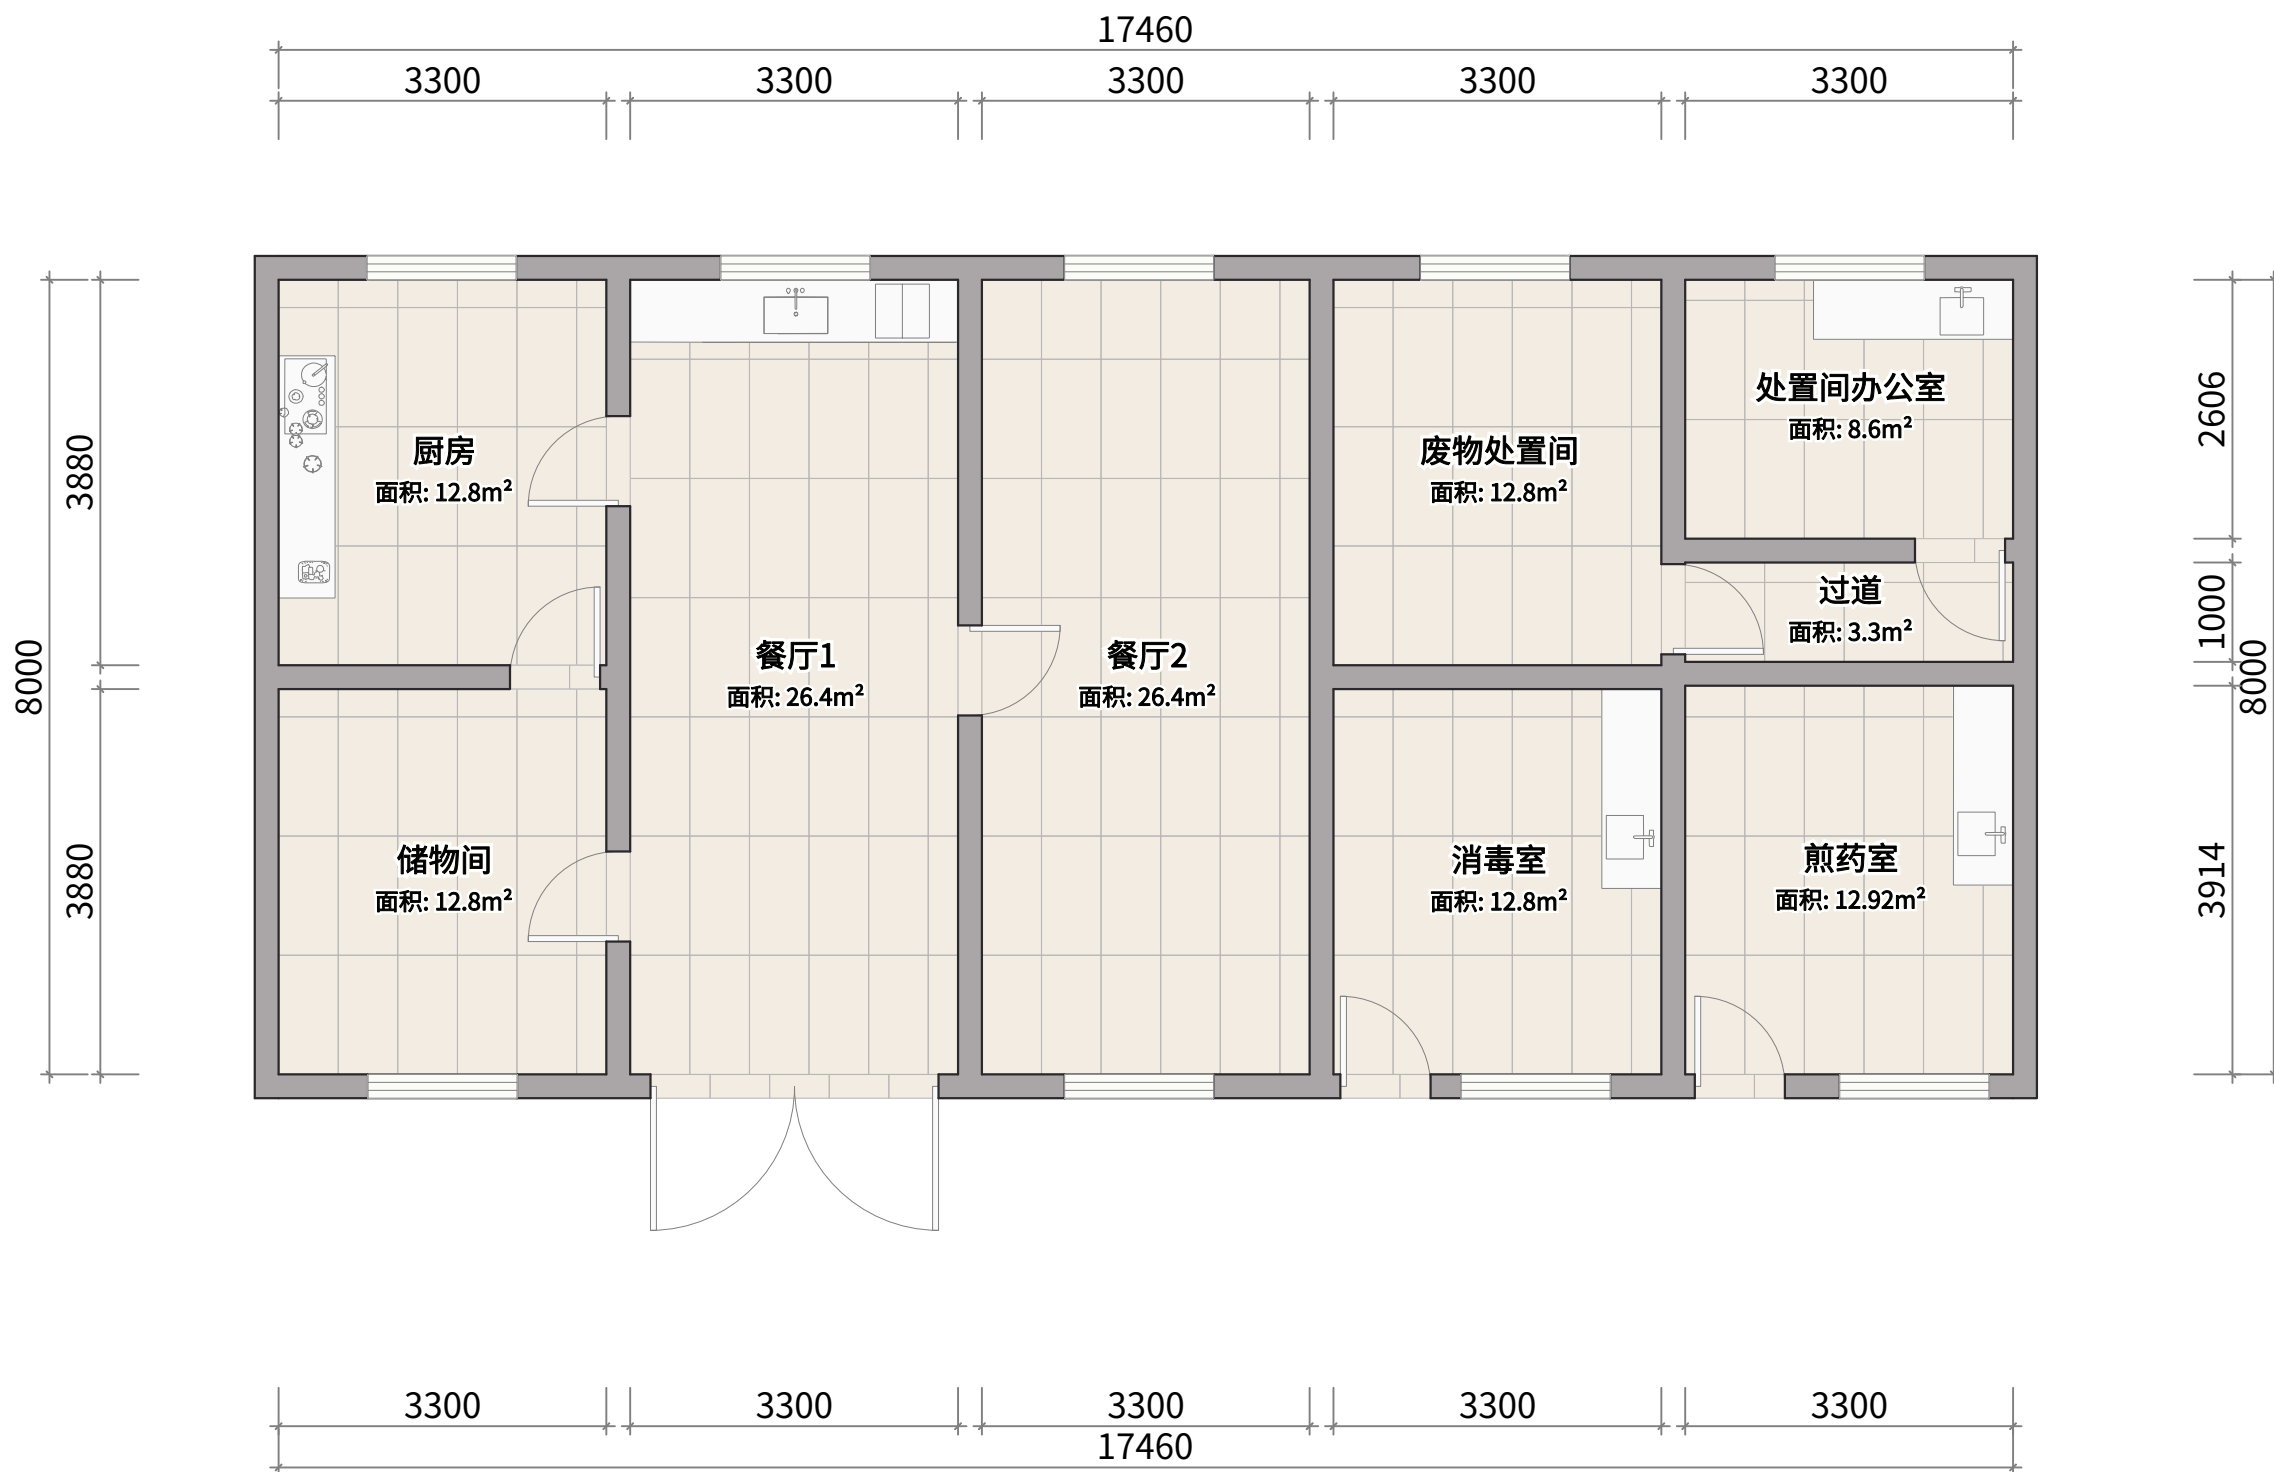 17460
3300 3300 3300 3300 3300
处置间办公室
面积: 8.6m²
厨房
面积: 12.8m²
废物处置间
面积: 12.8m²
过道
面积: 3.3m²
餐厅1
面积: 26.4m²
餐厅2
面积: 26.4m²
储物间
面积: 12.8m²
消毒室
面积: 12.8m²
煎药室
面积: 12.92m²
8000
3880
3880
2606
1000
3914
8000
3300 3300 3300 3300 3300
17460